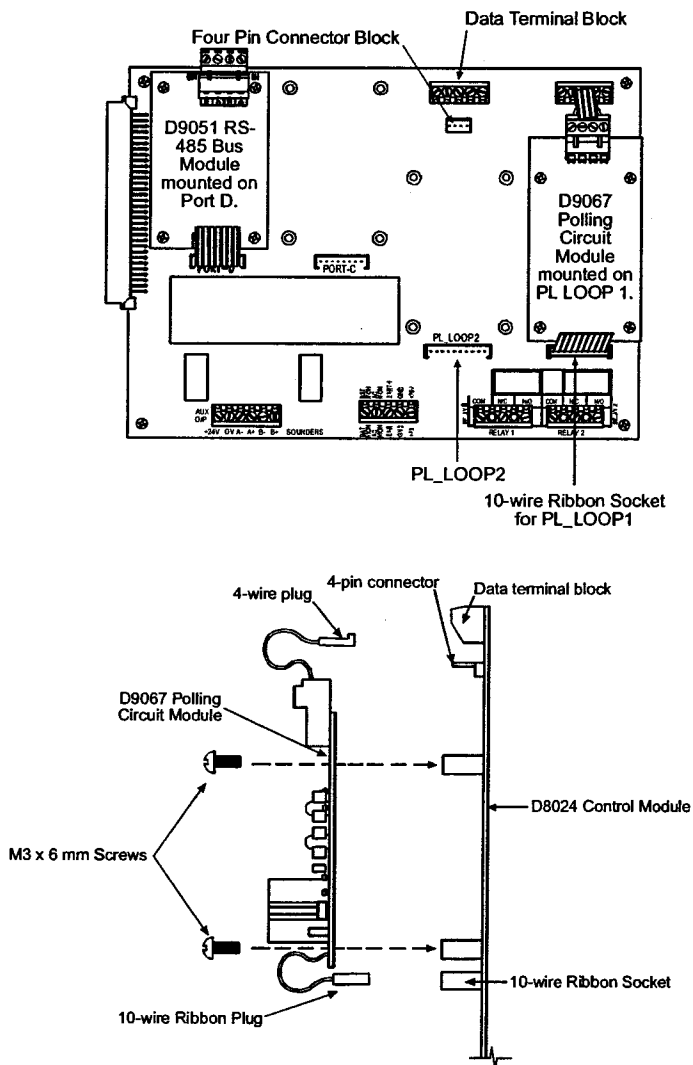 Data Terminal Block
Four Pin Connector Block
D9051 RS-
485 Bus
Module
mounted on
Port D.
D9067
Polling
Circuit
Module
mounted on
PL LOOP 1.
PORT-C
PL_LOOP2
AUX
O/P
+24V 0V A- A+ B- B+ SOUNDERS
COM N/C N/O COM N/C N/O
RELAY 1 RELAY 2
PL_LOOP2
10-wire Ribbon Socket
for PL_LOOP1
4-pin connector
Data terminal block
4-wire plug
D9067 Polling
Circuit Module
D8024 Control Module
M3 x 6 mm Screws
10-wire Ribbon Socket
10-wire Ribbon Plug